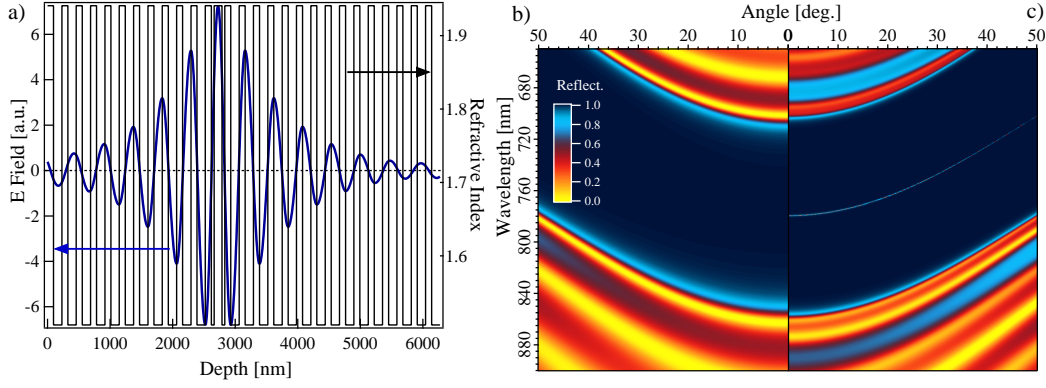 a)
E Field [a.u.]
6
4
2
0
-2
-4
-6
0 1000 2000 3000 4000 5000 6000
Depth [nm]
1.9
1.8
1.7
1.6
Refractive Index
b)
Angle [deg.]
c)
50 40 30 20 10 0 10 20 30 40 50
Wavelength [nm]
680
720
760
800
840
880
Reflect.
1.0
0.8
0.6
0.4
0.2
0.0